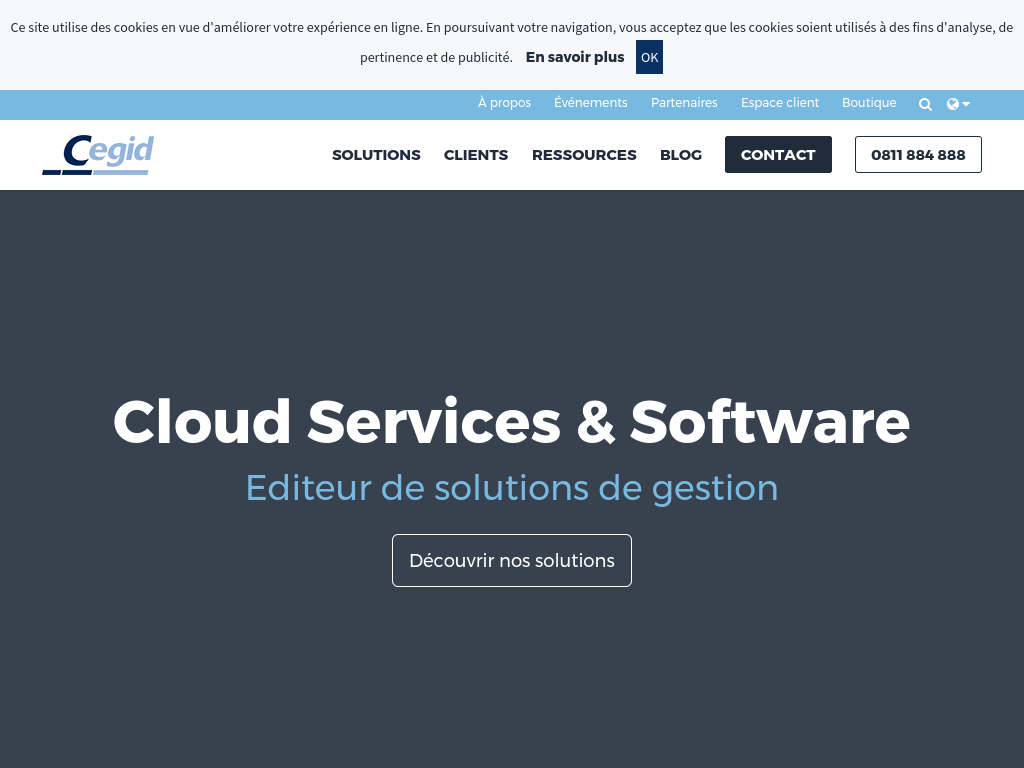 Ce site utilise des cookies en vue d'améliorer votre expérience en ligne. En poursuivant votre navigation, vous acceptez que les cookies soient utilisés à des fins d'analyse, de
pertinence et de publicité. En savoir plus OK
À propos Événements Partenaires Espace client Boutique
Cegid SOLUTIONS CLIENTS RESSOURCES BLOG CONTACT 0811 884 888
Cloud Services & Software
Editeur de solutions de gestion
Découvrir nos solutions